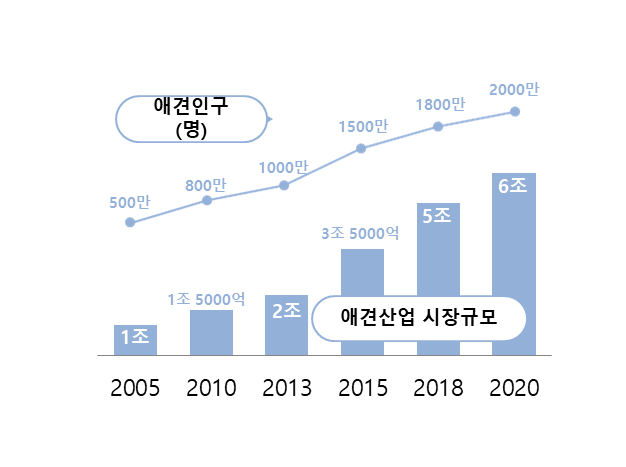 애견인구
(명)
500만
800만
1000만
1500만
1800만
2000만
1조
1조 5000억
2조
3조 5000억
5조
6조
애견산업 시장규모
2005
2010
2013
2015
2018
2020